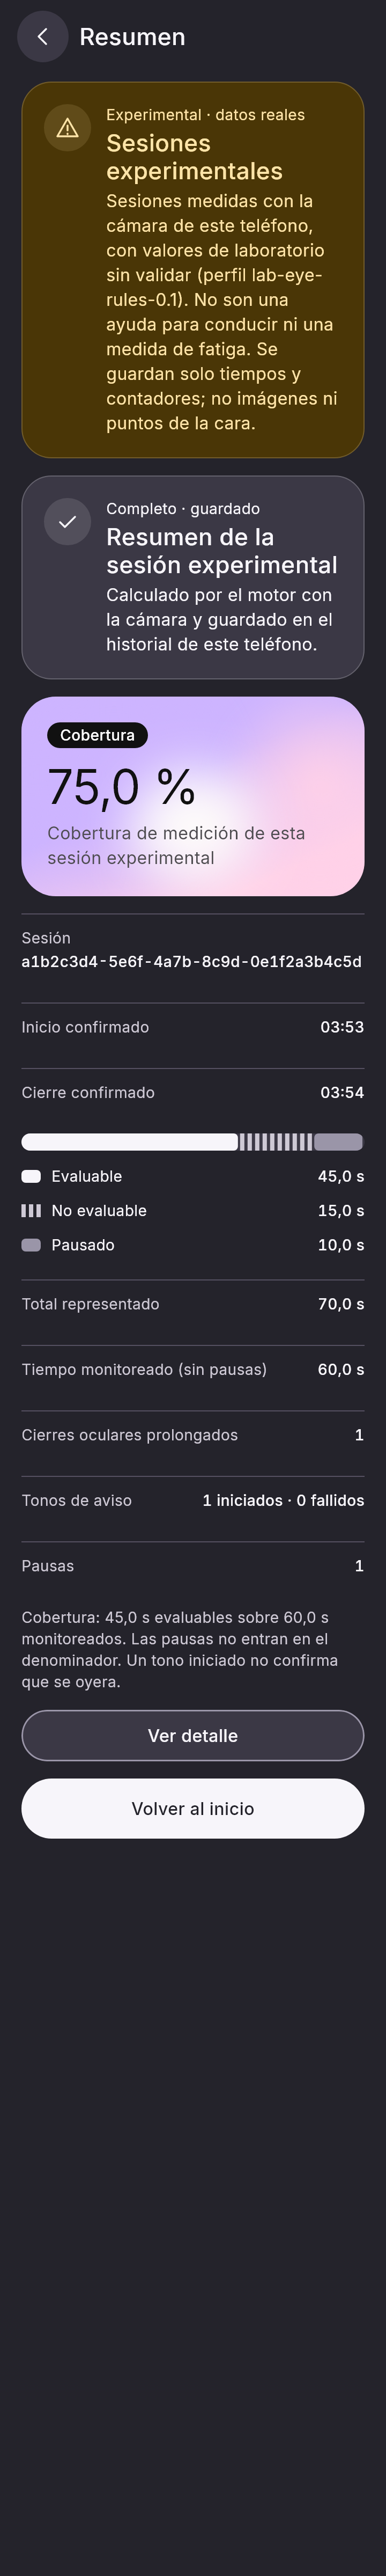 Resumen
Experimental · datos reales
Sesiones
experimentales
Sesiones medidas con la
cámara de este teléfono,
con valores de laboratorio
sin validar (perfil lab-eye-
rules-0.1). No son una
ayuda para conducir ni una
medida de fatiga. Se
guardan solo tiempos y
contadores; no imágenes ni
puntos de la cara.
Completo · guardado
Resumen de la
sesión experimental
Calculado por el motor con
la cámara y guardado en el
historial de este teléfono.
Cobertura
75,0 %
Cobertura de medición de esta
sesión experimental
Sesión
a1b2c3d4-5e6f-4a7b-8c9d-0e1f2a3b4c5d
Inicio confirmado 03:53
Cierre confirmado 03:54
Evaluable 45,0 s
No evaluable 15,0 s
Pausado 10,0 s
Total representado 70,0 s
Tiempo monitoreado (sin pausas) 60,0 s
Cierres oculares prolongados 1
Tonos de aviso 1 iniciados · 0 fallidos
Pausas 1
Cobertura: 45,0 s evaluables sobre 60,0 s
monitoreados. Las pausas no entran en el
denominador. Un tono iniciado no confirma
que se oyera.
Ver detalle
Volver al inicio